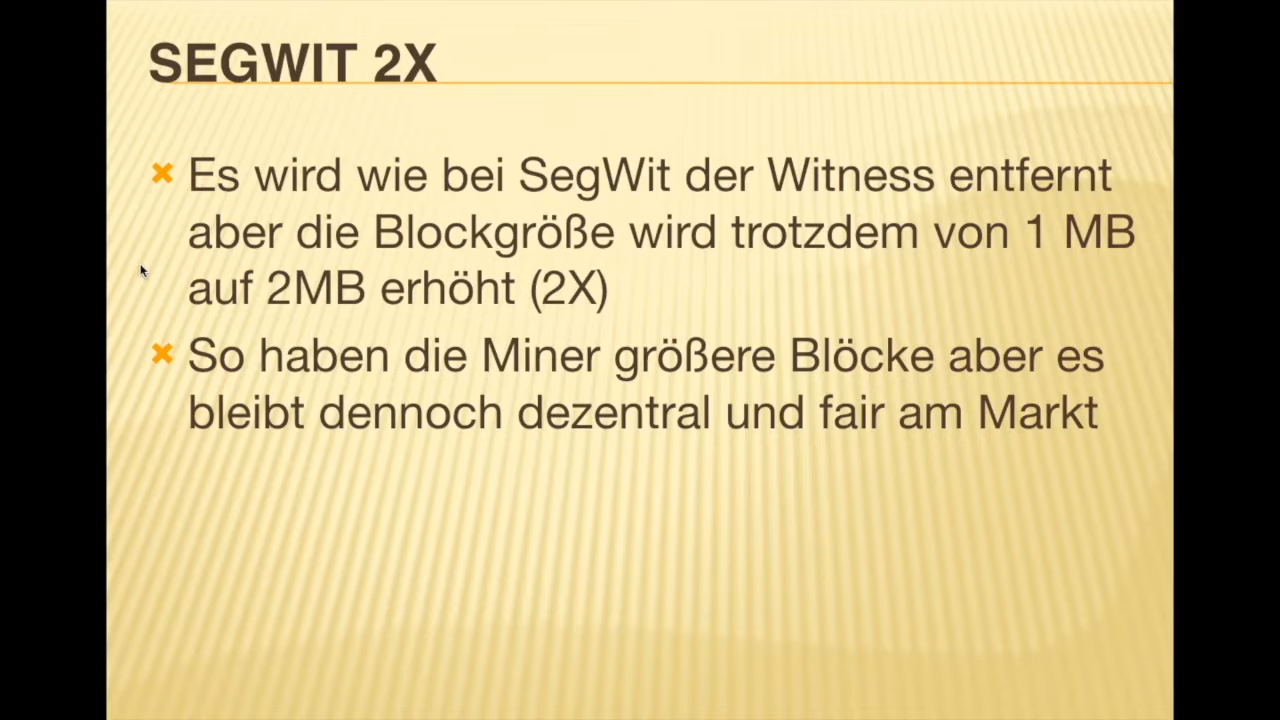 SEGWIT 2X
Es wird wie bei SegWit der Witness entfernt
aber die Blockgröße wird trotzdem von 1 MB
auf 2MB erhöht (2X)
So haben die Miner größere Blöcke aber es
bleibt dennoch dezentral und fair am Markt